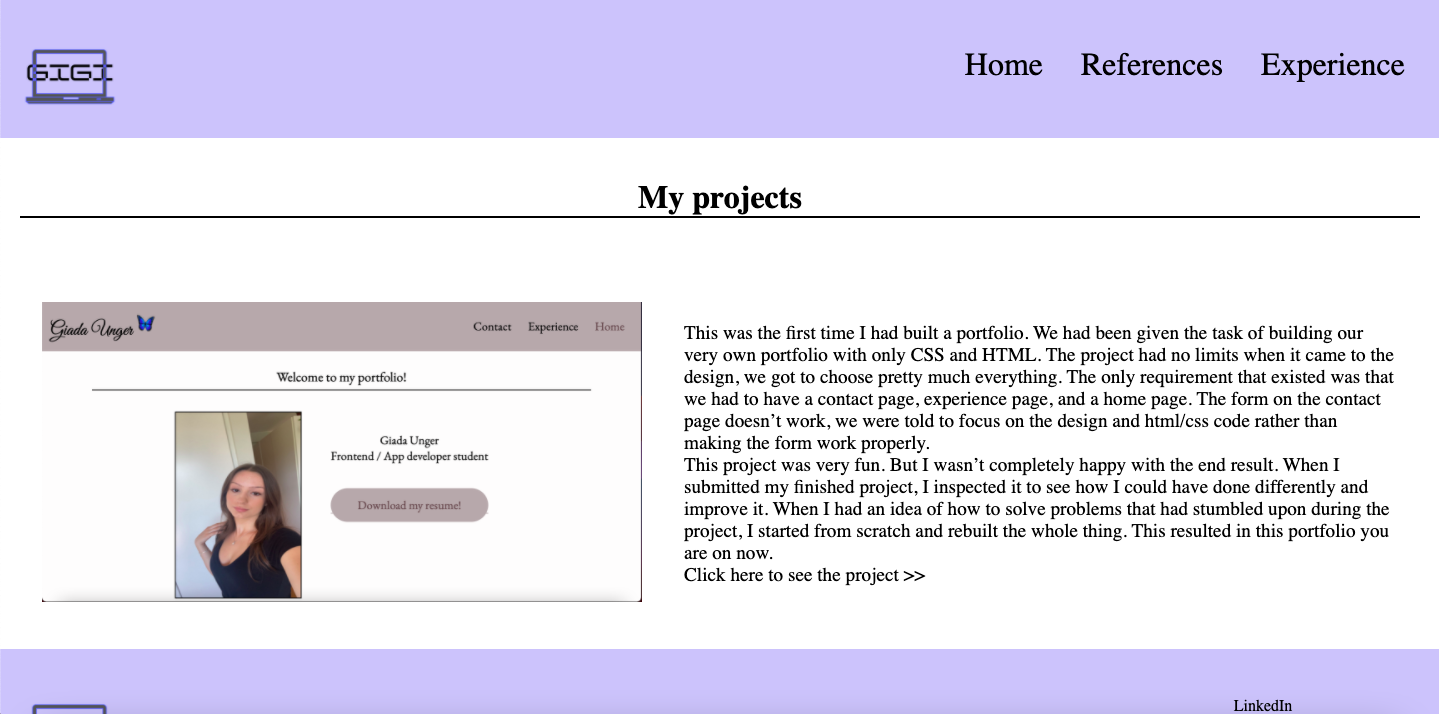 GIGI
Home References Experience
My projects
Giada Unger
Contact Experience Home
Welcome to my portfolio!
Giada Unger
Frontend / App developer student
Download my resume!
This was the first time I had built a portfolio. We had been given the task of building our
very own portfolio with only CSS and HTML. The project had no limits when it came to the
design, we got to choose pretty much everything. The only requirement that existed was that
we had to have a contact page, experience page, and a home page. The form on the contact
page doesn’t work, we were told to focus on the design and html/css code rather than
making the form work properly.
This project was very fun. But I wasn’t completely happy with the end result. When I
submitted my finished project, I inspected it to see how I could have done differently and
improve it. When I had an idea of how to solve problems that had stumbled upon during the
project, I started from scratch and rebuilt the whole thing. This resulted in this portfolio you
are on now.
Click here to see the project >>
LinkedIn